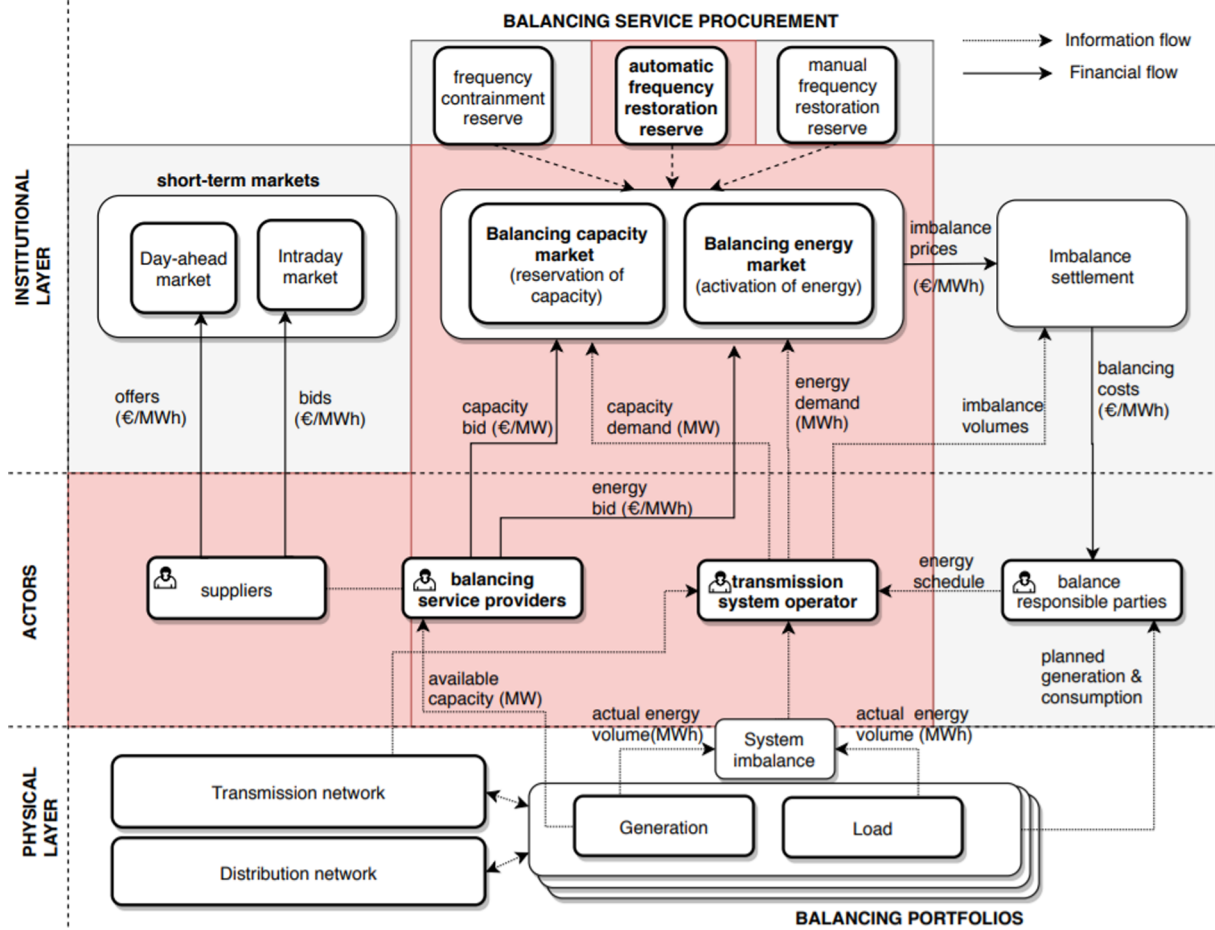 BALANCING SERVICE PROCUREMENT
Information flow
Financial flow
frequency
contrainment
reserve
automatic
frequency
restoration
reserve
manual
frequency
restoration
reserve
INSTITUTIONAL
LAYER
short-term markets
Day-ahead
market
Intraday
market
Balancing capacity
market
(reservation of
capacity)
Balancing energy
market
(activation of energy)
imbalance
prices
(€/MWh)
Imbalance
settlement
offers
(€/MWh)
bids
(€/MWh)
capacity
bid (€/MW)
capacity
demand (MW)
energy
demand
(MWh)
imbalance
volumes
balancing
costs
(€/MWh)
ACTORS
energy
bid (€/MWh)
suppliers
balancing
service providers
transmission
system operator
energy
schedule
balance
responsible parties
available
capacity (MW)
planned
generation &
consumption
PHYSICAL
LAYER
actual energy
volume(MWh)
System
imbalance
actual energy
volume (MWh)
Transmission network
Distribution network
Generation
Load
BALANCING PORTFOLIOS